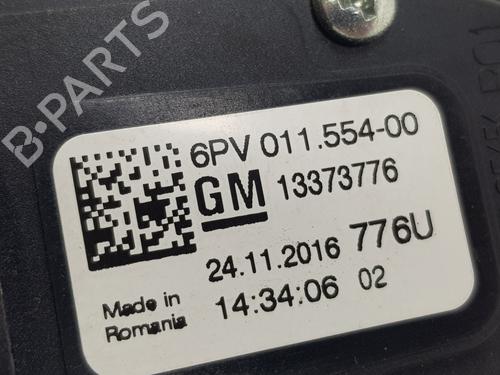 6PV 011.554-00
GM 13373776
24.11.2016 776U
Made in 14:34:06 02
Romania
B-PARTS